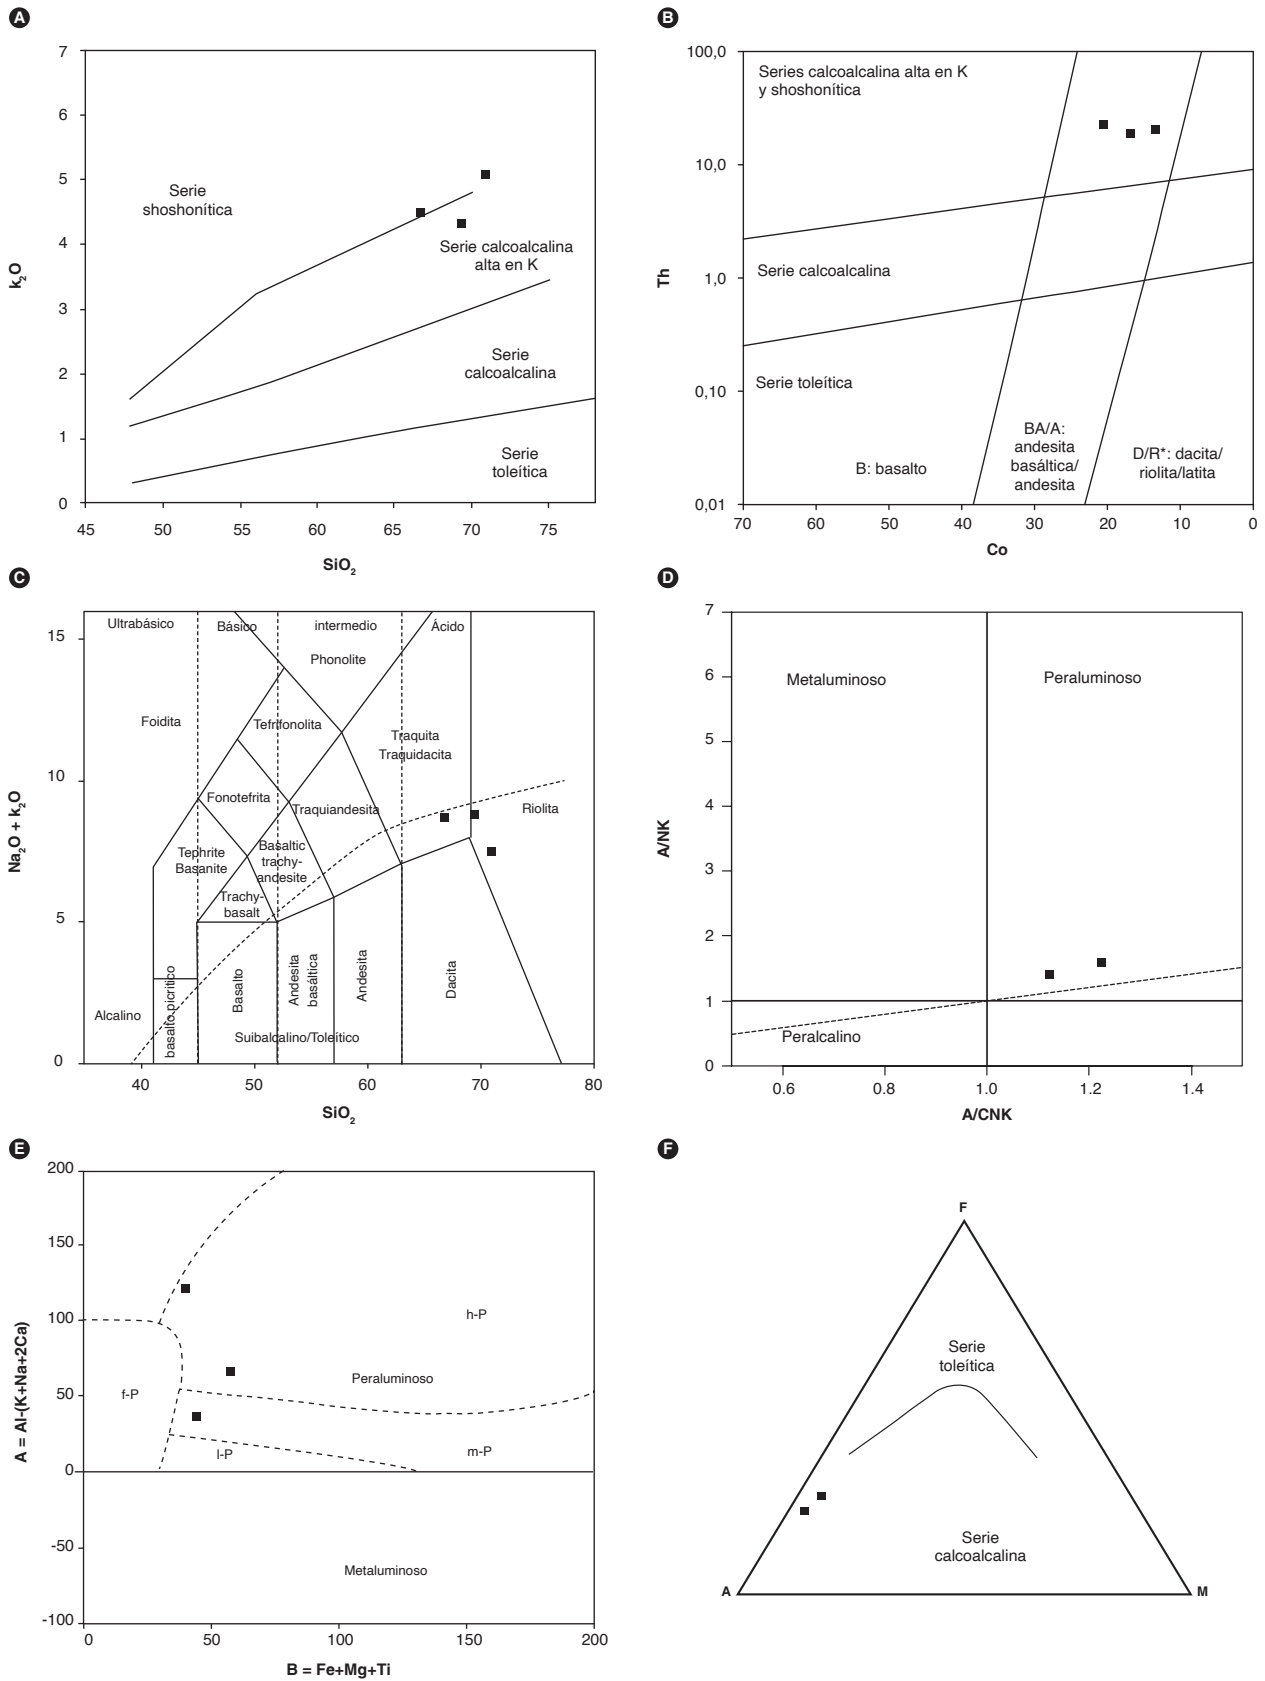 A
7
6
5
4
3
2
1
0
k2O
Serie
shoshonítica
Serie calcoalcalina
alta en K
Serie
calcoalcalina
Serie
toleítica
45 50 55 60 65 70 75
SiO2
B
100,0
10,0
1,0
0,10
0,01
Th
Series calcoalcalina alta en K
y shoshonítica
Serie calcoalcalina
Serie toleítica
B: basalto
BA/A:
andesita
basáltica/
andesita
D/R*: dacita/
riolita/latita
70 60 50 40 30 20 10 0
Co
C
15
10
5
0
Na2O + k2O
Ultrabásico Básico intermedio Ácido
Phonolite
Foidita
Tefrifonolita
Traquita
Traquidacita
Fonotefrita
Traquiandesita
Riolita
Tephrite
Basanite
Basaltic
trachy-
andesite
Trachy-
basalt
Alcalino
basalto picritico
Basalto
Andesita
basáltica
Andesita
Dacita
Suibalcalino/Toleítico
40 50 60 70 80
SiO2
D
7
6
5
4
3
2
1
0
A/NK
Metaluminoso Peraluminoso
Peralcalino
0.6 0.8 1.0 1.2 1.4
A/CNK
E
200
150
100
50
0
-50
-100
A = Al-(K+Na+2Ca)
h-P
f-P
Peraluminoso
l-P
m-P
Metaluminoso
0 50 100 150 200
B = Fe+Mg+Ti
F
F
Serie
toleítica
Serie
calcoalcalina
A M